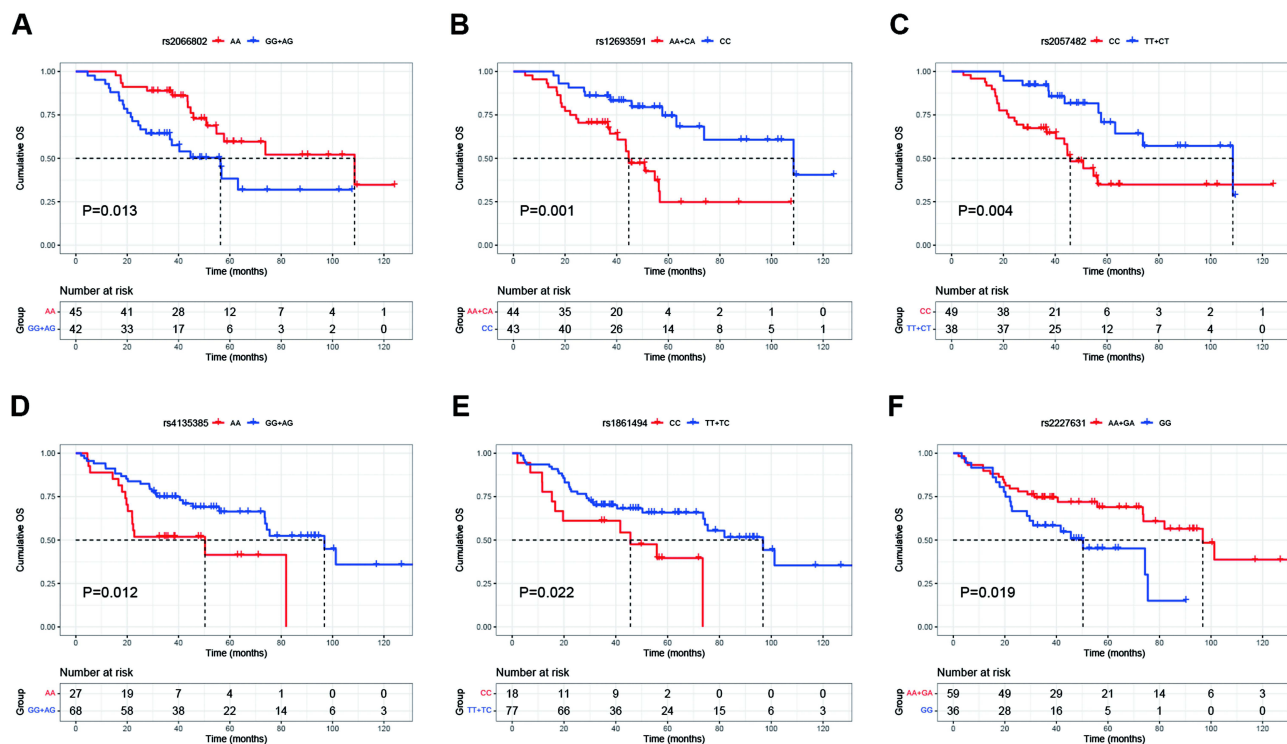 A
rs2066802 AA GG+AG
Cumulative OS
1.00
0.75
0.50
0.25
0.00
P=0.013
0 20 40 60 80 100 120
Time (months)
Number at risk
Group
AA 45 41 28 12 7 4 1
GG+AG 42 33 17 6 3 2 0
0 20 40 60 80 100 120
Time (months)
B
rs12693591 AA+CA CC
Cumulative OS
1.00
0.75
0.50
0.25
0.00
P=0.001
0 20 40 60 80 100 120
Time (months)
Number at risk
Group
AA+CA 44 35 20 4 2 1 0
CC 43 40 26 14 8 5 1
0 20 40 60 80 100 120
Time (months)
C
rs2057482 CC TT+CT
Cumulative OS
1.00
0.75
0.50
0.25
0.00
P=0.004
0 20 40 60 80 100 120
Time (months)
Number at risk
Group
CC 49 38 21 6 3 2 1
TT+CT 38 37 25 12 7 4 0
0 20 40 60 80 100 120
Time (months)
D
rs4135385 AA GG+AG
Cumulative OS
1.00
0.75
0.50
0.25
0.00
P=0.012
0 20 40 60 80 100 120
Time (months)
Number at risk
Group
AA 27 19 7 4 1 0 0
GG+AG 68 58 38 22 14 6 3
0 20 40 60 80 100 120
Time (months)
E
rs1861494 CC TT+TC
Cumulative OS
1.00
0.75
0.50
0.25
0.00
P=0.022
0 20 40 60 80 100 120
Time (months)
Number at risk
Group
CC 18 11 9 2 0 0 0
TT+TC 77 66 36 24 15 6 3
0 20 40 60 80 100 120
Time (months)
F
rs2227631 AA+GA GG
Cumulative OS
1.00
0.75
0.50
0.25
0.00
P=0.019
0 20 40 60 80 100 120
Time (months)
Number at risk
Group
AA+GA 59 49 29 21 14 6 3
GG 36 28 16 5 1 0 0
0 20 40 60 80 100 120
Time (months)